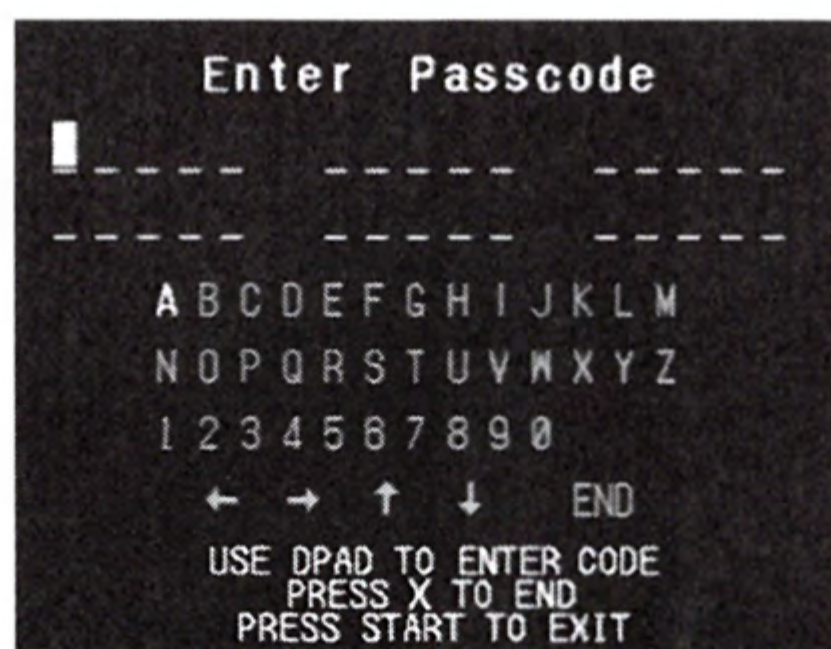 Enter Passcode
_ _ _ _ _ _ _ _ _ _ _ _ _ _ _
_ _ _ _ _ _ _ _ _ _ _ _ _ _ _
A B C D E F G H I J K L M
N O P Q R S T U V W X Y Z
1 2 3 4 5 6 7 8 9 0
← → ↑ ↓ END
USE DPAD TO ENTER CODE
PRESS X TO END
PRESS START TO EXIT